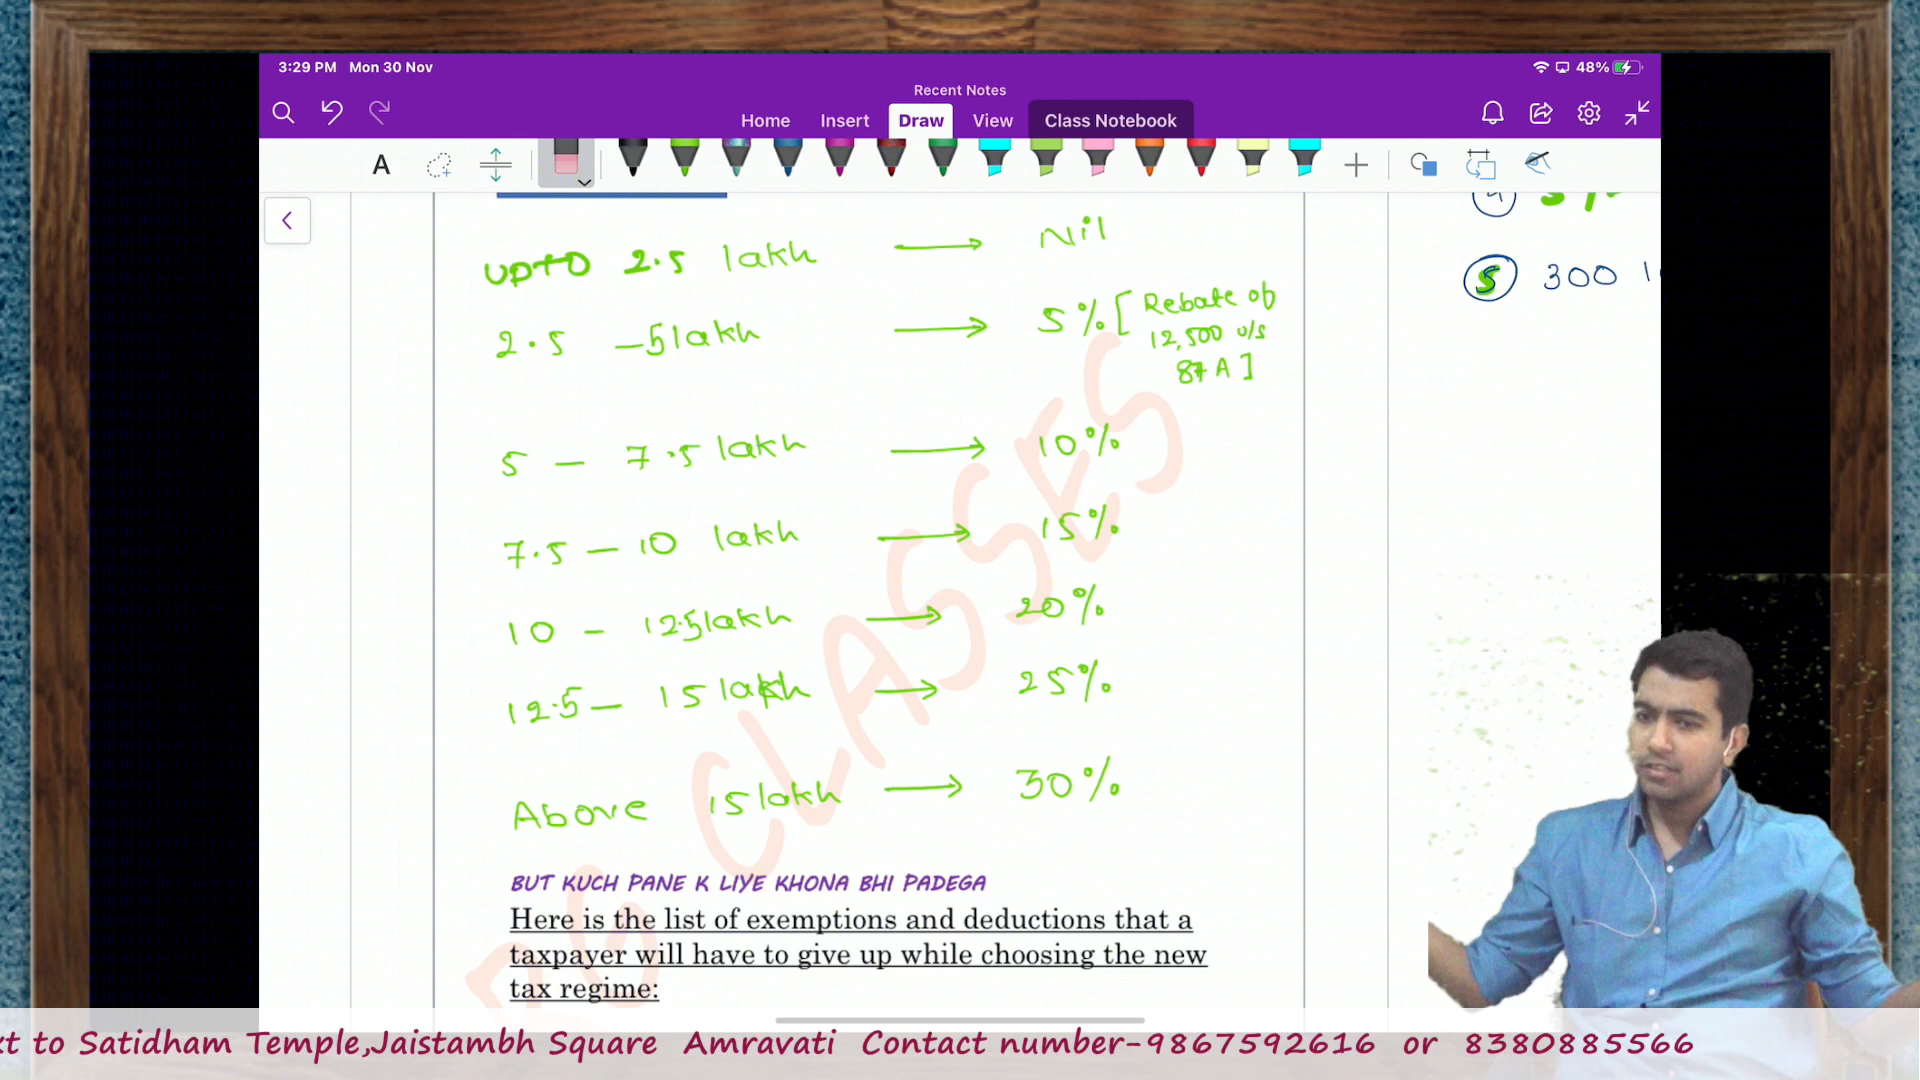 3:29 PM Mon 30 Nov
48%
Recent Notes
Home Insert Draw View Class Notebook
A
UPTO 2.5 lakh → Nil
2.5 – 5 lakh → 5% [Rebate of
12,500 u/s
87A]
5 – 7.5 lakh → 10%
7.5 – 10 lakh → 15%
10 – 12.5 lakh → 20%
12.5 – 15 lakh → 25%
Above 15 lakh → 30%
BUT KUCH PANE K LIYE KHONA BHI PADEGA
Here is the list of exemptions and deductions that a
taxpayer will have to give up while choosing the new
tax regime:
5 300
RG CLASSES
to Satidham Temple,Jaistambh Square Amravati Contact number-9867592616 or 8380885566